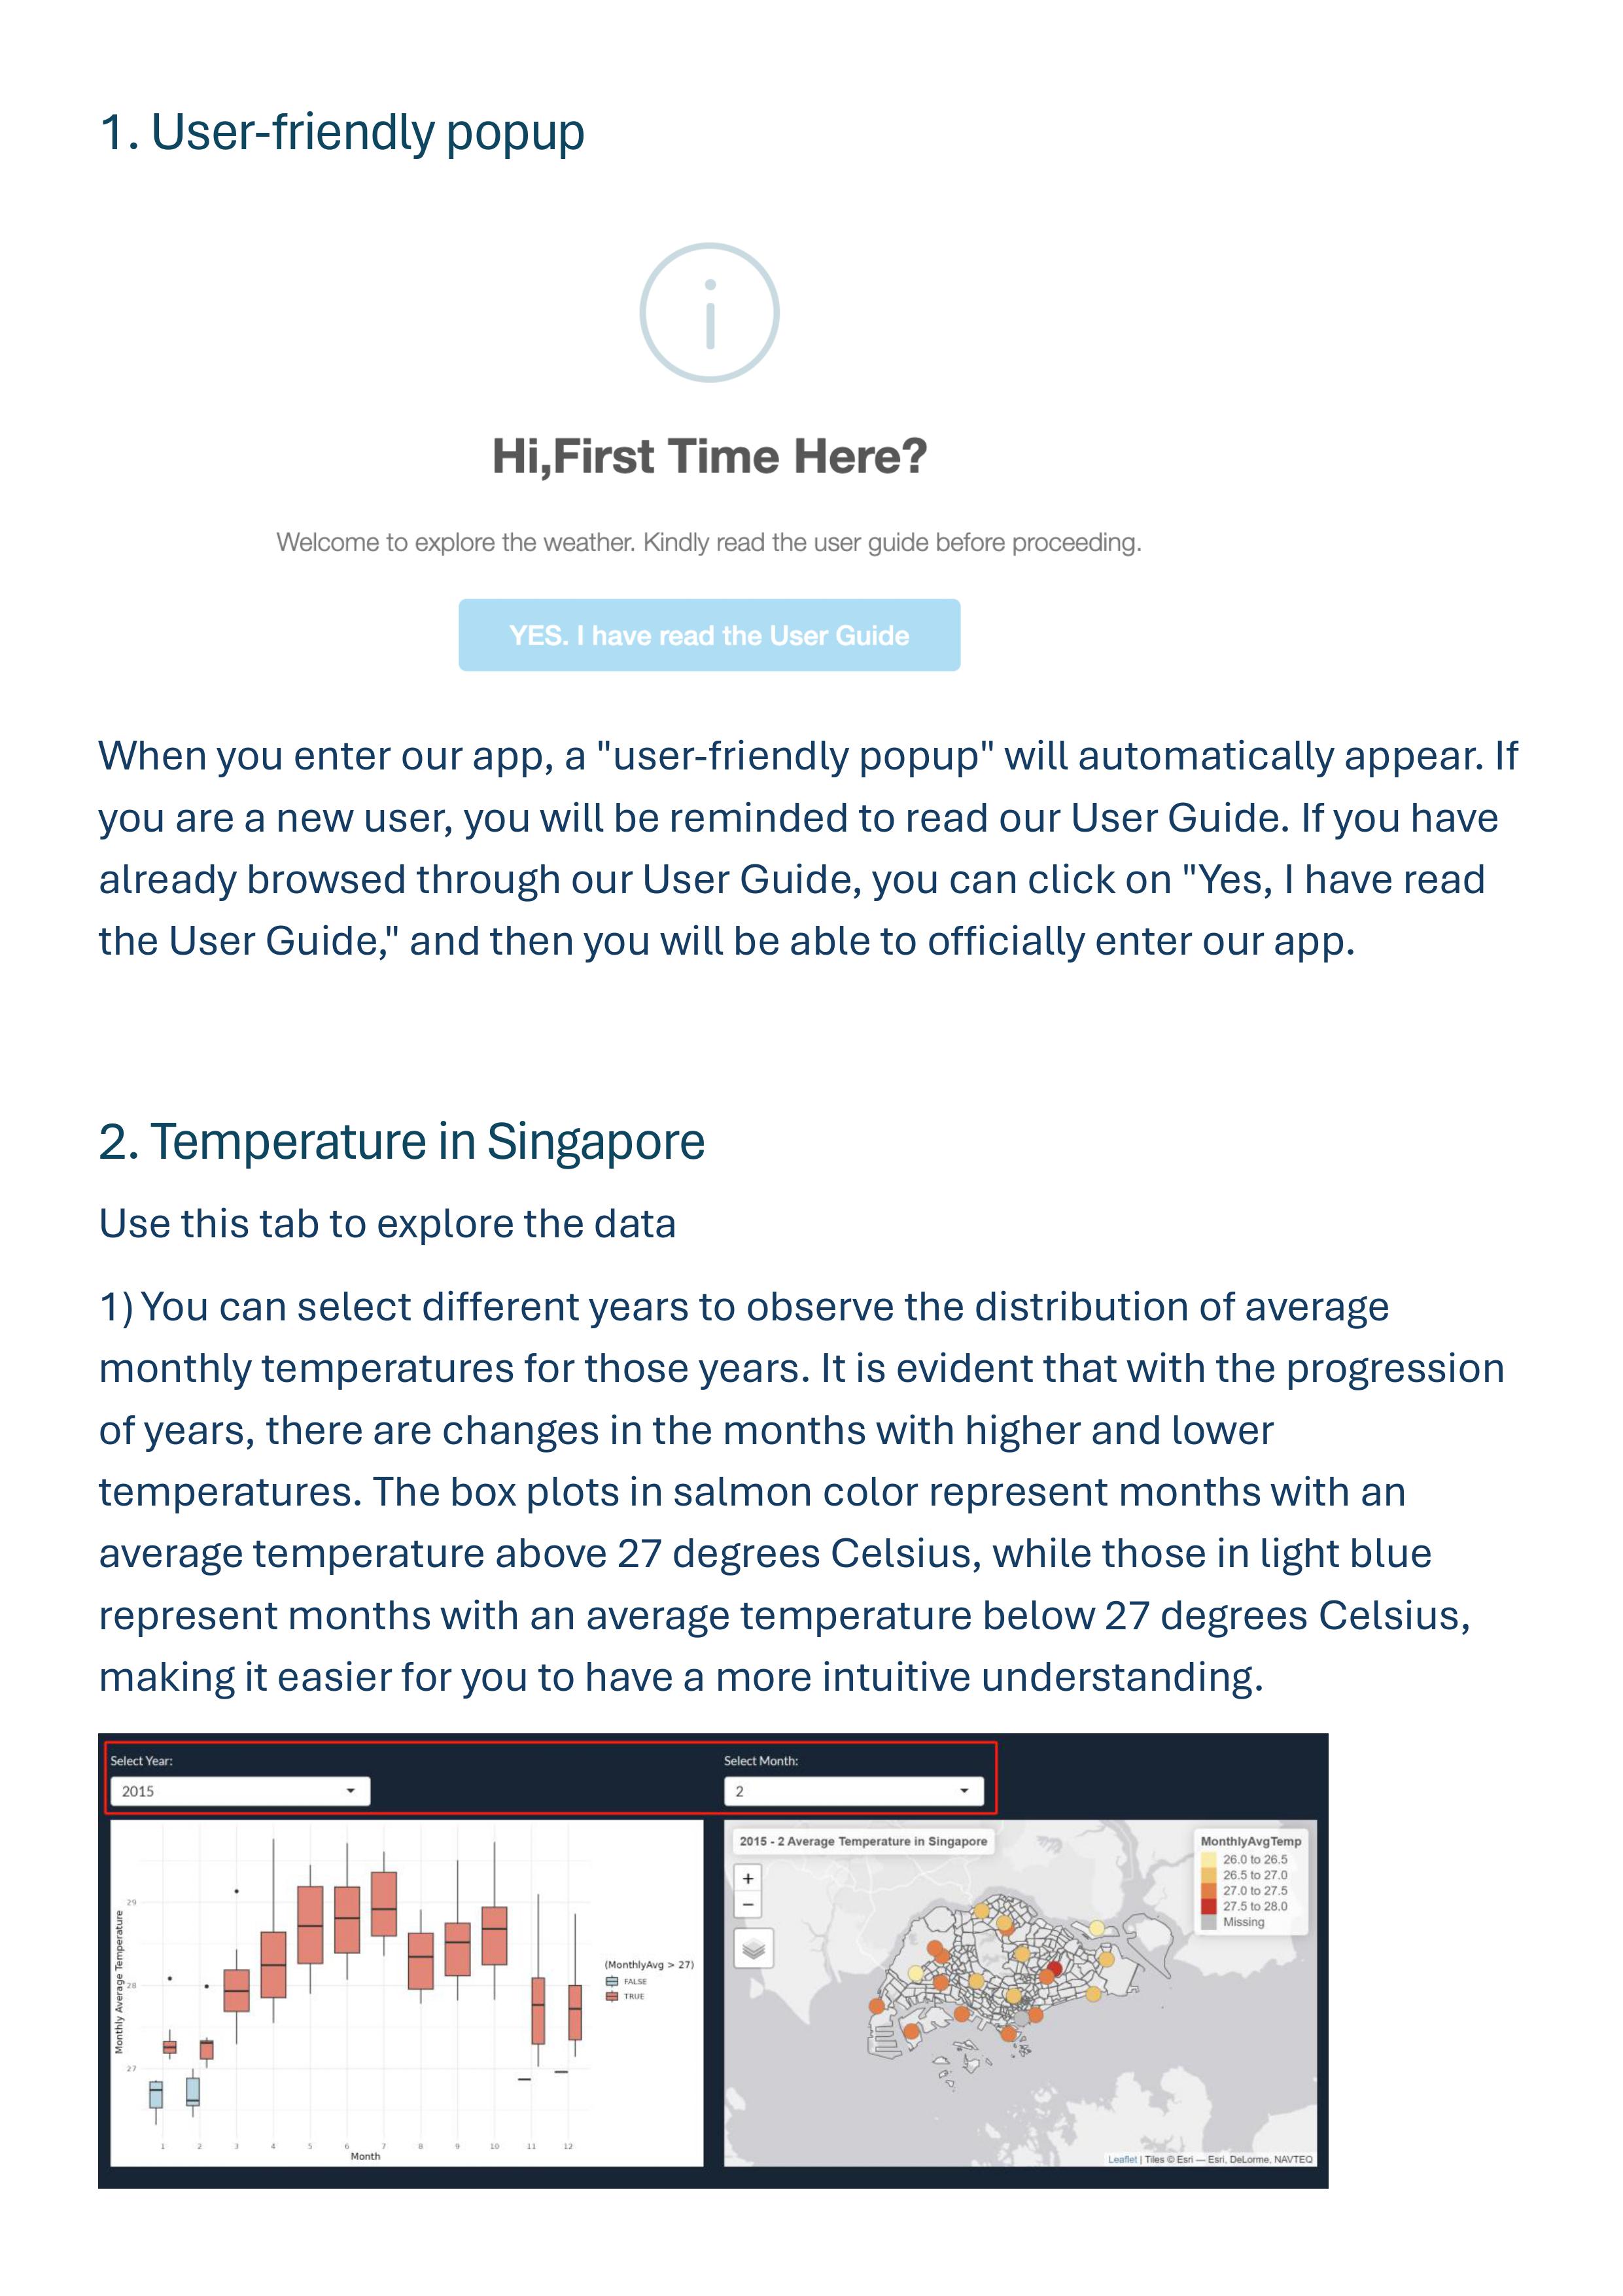 1. User-friendly popup
i
Hi,First Time Here?
Welcome to explore the weather. Kindly read the user guide before proceeding.
YES. I have read the User Guide
When you enter our app, a "user-friendly popup" will automatically appear. If
you are a new user, you will be reminded to read our User Guide. If you have
already browsed through our User Guide, you can click on "Yes, I have read
the User Guide," and then you will be able to officially enter our app.
2. Temperature in Singapore
Use this tab to explore the data
1) You can select different years to observe the distribution of average
monthly temperatures for those years. It is evident that with the progression
of years, there are changes in the months with higher and lower
temperatures. The box plots in salmon color represent months with an
average temperature above 27 degrees Celsius, while those in light blue
represent months with an average temperature below 27 degrees Celsius,
making it easier for you to have a more intuitive understanding.
Select Year:
2015
Select Month:
2
Monthly Average Temperature
29
28
27
1 2 3 4 5 6 7 8 9 10 11 12
Month
(MonthlyAvg > 27)
FALSE
TRUE
2015 - 2 Average Temperature in Singapore
+
−
MonthlyAvgTemp
26.0 to 26.5
26.5 to 27.0
27.0 to 27.5
27.5 to 28.0
Missing
Leaflet | Tiles © Esri — Esri, DeLorme, NAVTEQ